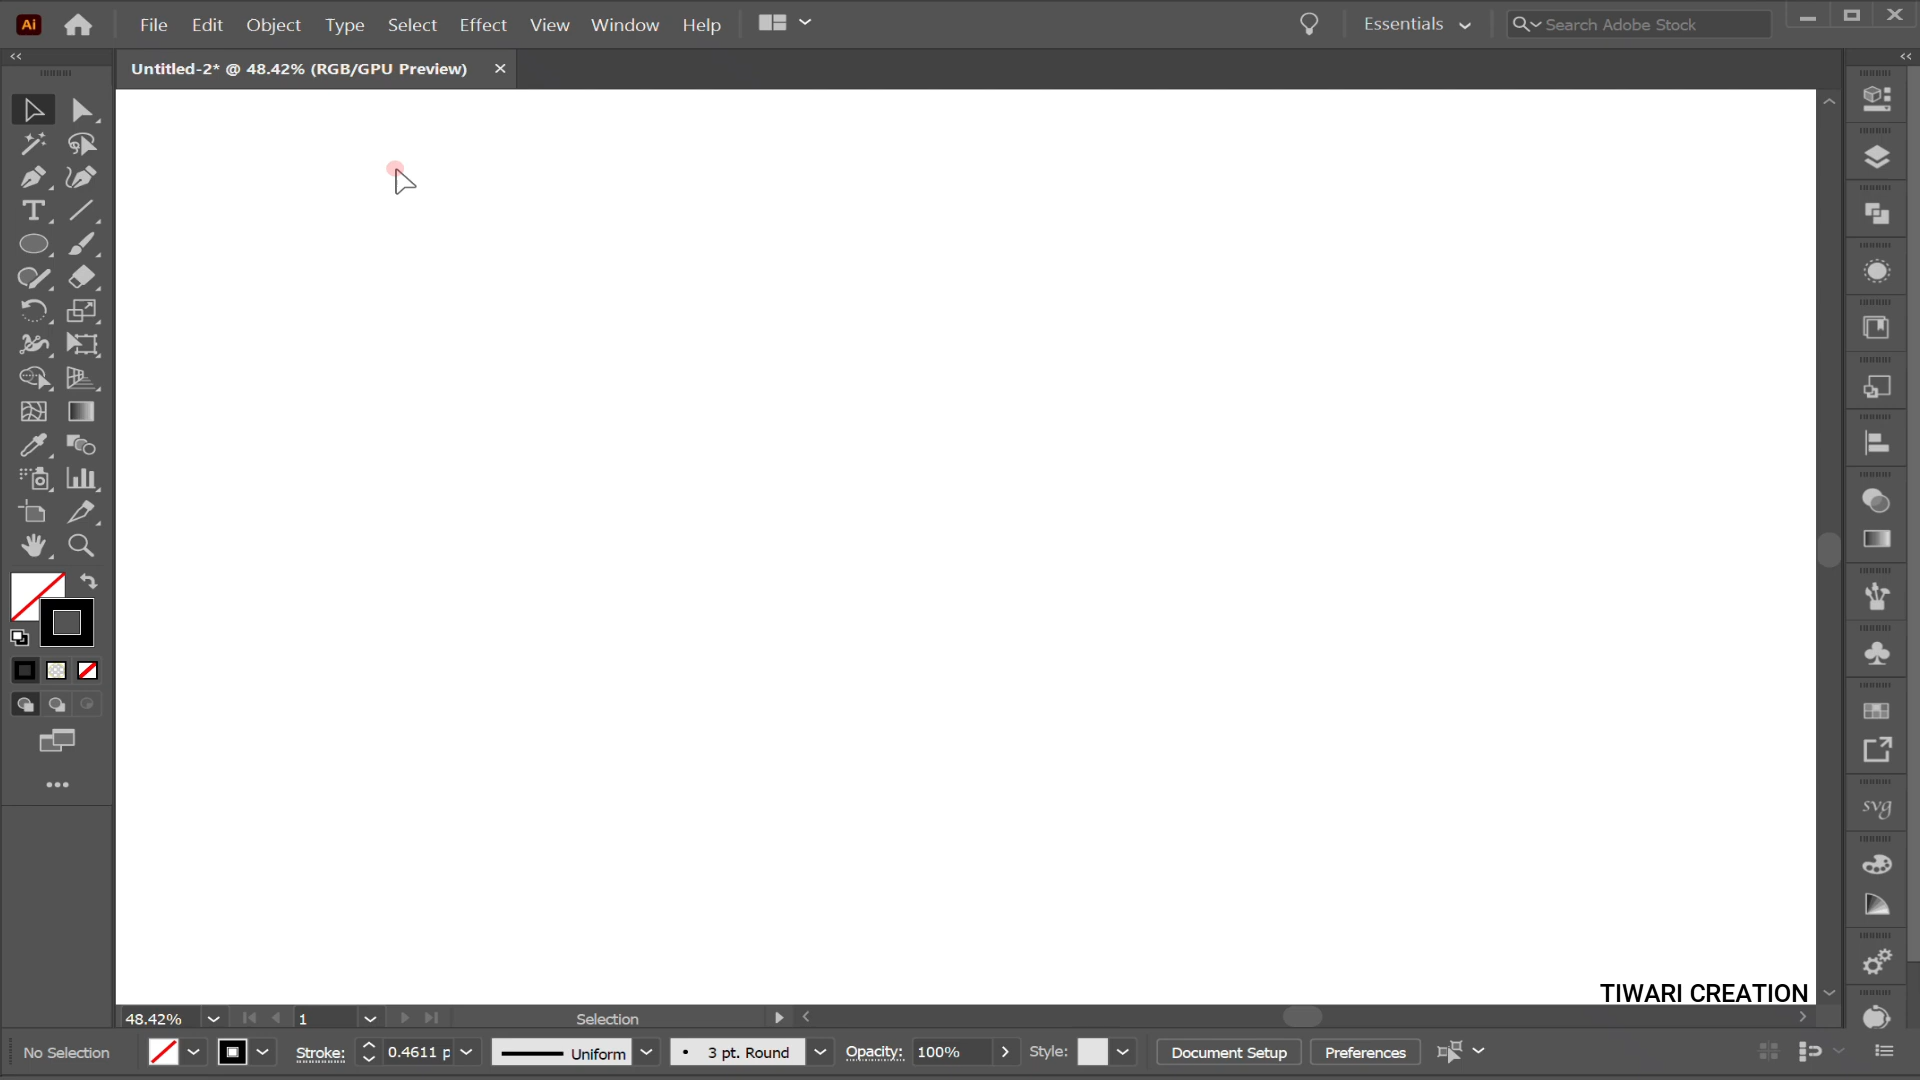 Ai File Edit Object Type Select Effect View Window Help Essentials Search Adobe Stock
Untitled-2* @ 48.42% (RGB/GPU Preview)
T
svg
TIWARI CREATION
48.42% 1 Selection
No Selection Stroke: 0.4611 p Uniform 3 pt. Round Opacity: 100% Style: Document Setup Preferences